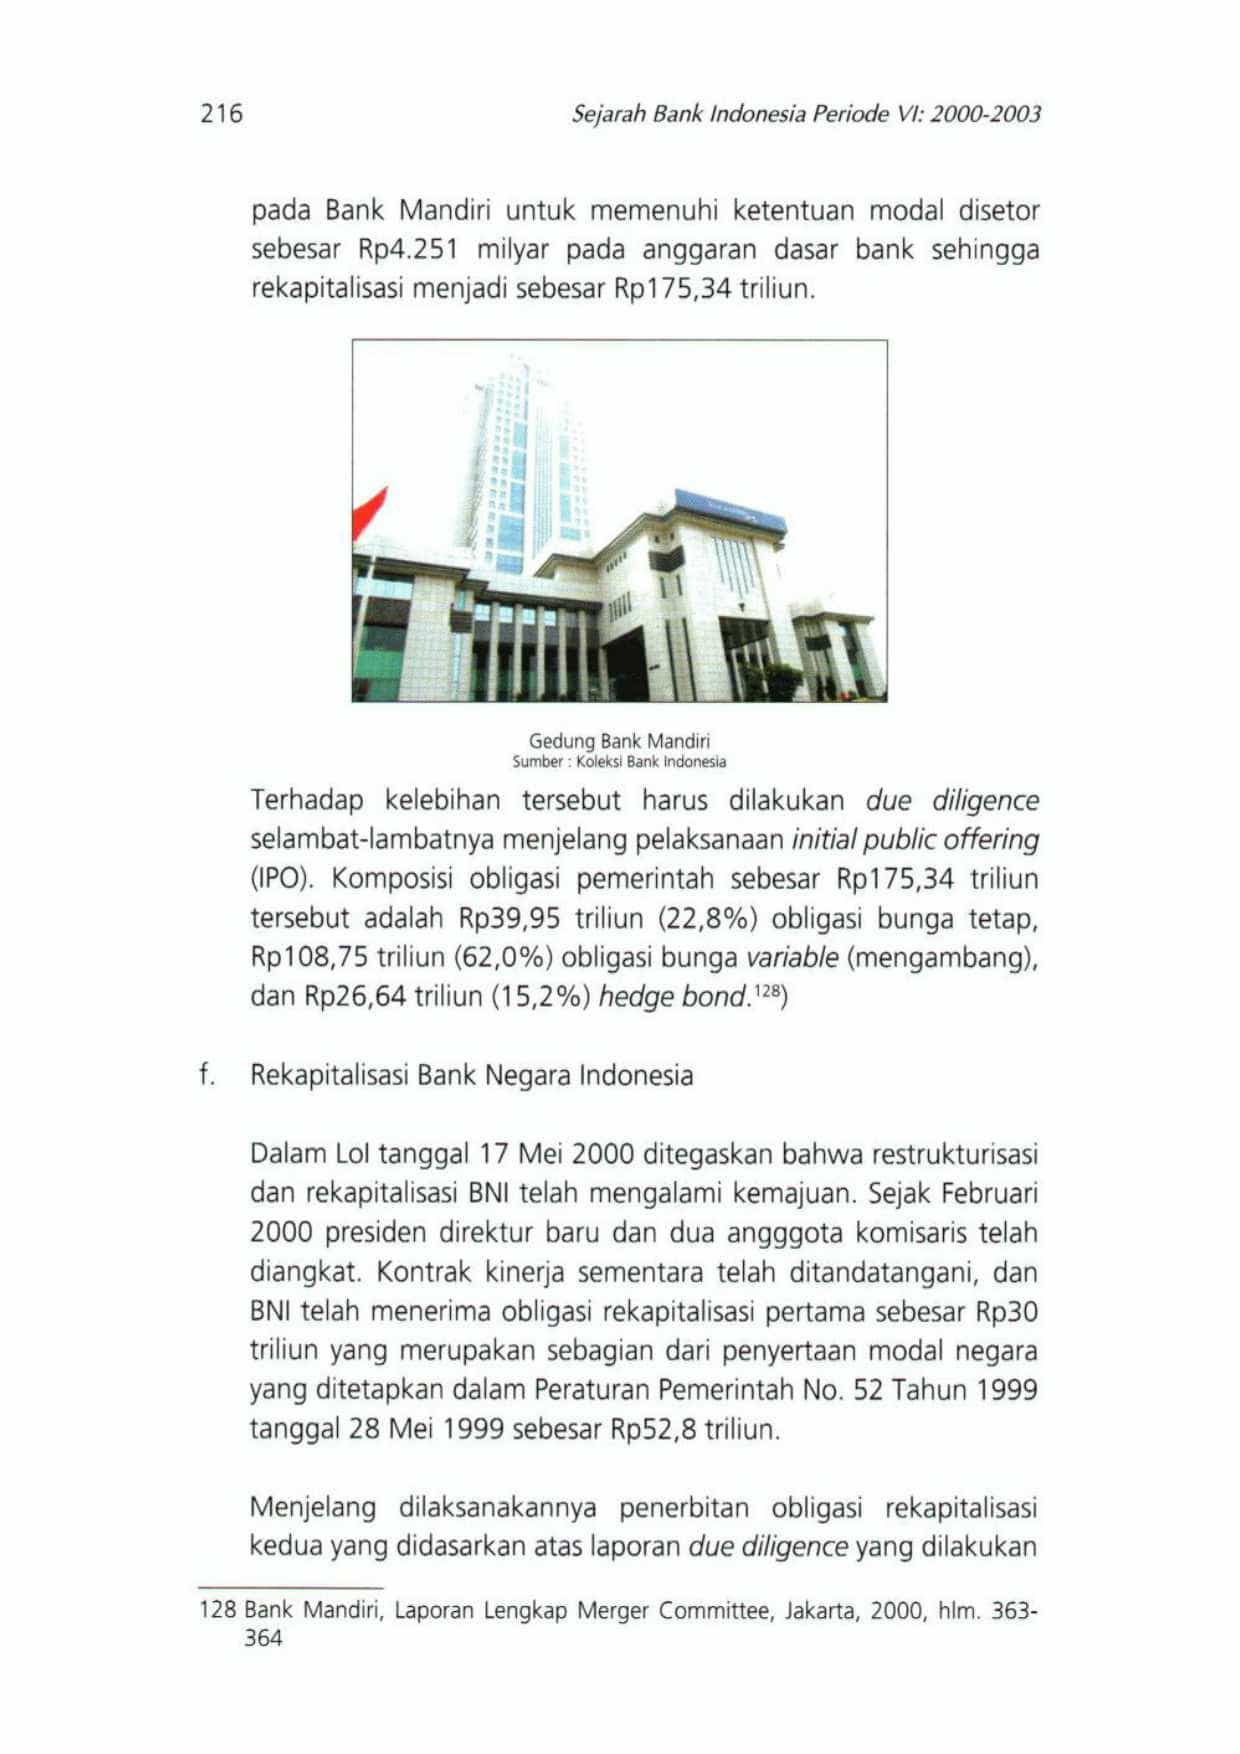 216
Sejarah Bank Indonesia Periode VI: 2000-2003
pada Bank Mandiri untuk memenuhi ketentuan modal disetor
sebesar Rp4.251 milyar pada anggaran dasar bank sehingga
rekapitalisasi menjadi sebesar Rp175,34 triliun.
Gedung Bank Mandiri
Sumber : Koleksi Bank Indonesia
Terhadap kelebihan tersebut harus dilakukan due diligence
selambat-lambatnya menjelang pelaksanaan initial public offering
(IPO). Komposisi obligasi pemerintah sebesar Rp175,34 triliun
tersebut adalah Rp39,95 triliun (22,8%) obligasi bunga tetap,
Rp108,75 triliun (62,0%) obligasi bunga variable (mengambang),
dan Rp26,64 triliun (15,2%) hedge bond.¹²⁸)
f. Rekapitalisasi Bank Negara Indonesia
Dalam LoI tanggal 17 Mei 2000 ditegaskan bahwa restrukturisasi
dan rekapitalisasi BNI telah mengalami kemajuan. Sejak Februari
2000 presiden direktur baru dan dua angggota komisaris telah
diangkat. Kontrak kinerja sementara telah ditandatangani, dan
BNI telah menerima obligasi rekapitalisasi pertama sebesar Rp30
triliun yang merupakan sebagian dari penyertaan modal negara
yang ditetapkan dalam Peraturan Pemerintah No. 52 Tahun 1999
tanggal 28 Mei 1999 sebesar Rp52,8 triliun.
Menjelang dilaksanakannya penerbitan obligasi rekapitalisasi
kedua yang didasarkan atas laporan due diligence yang dilakukan
128 Bank Mandiri, Laporan Lengkap Merger Committee, Jakarta, 2000, hlm. 363-
364